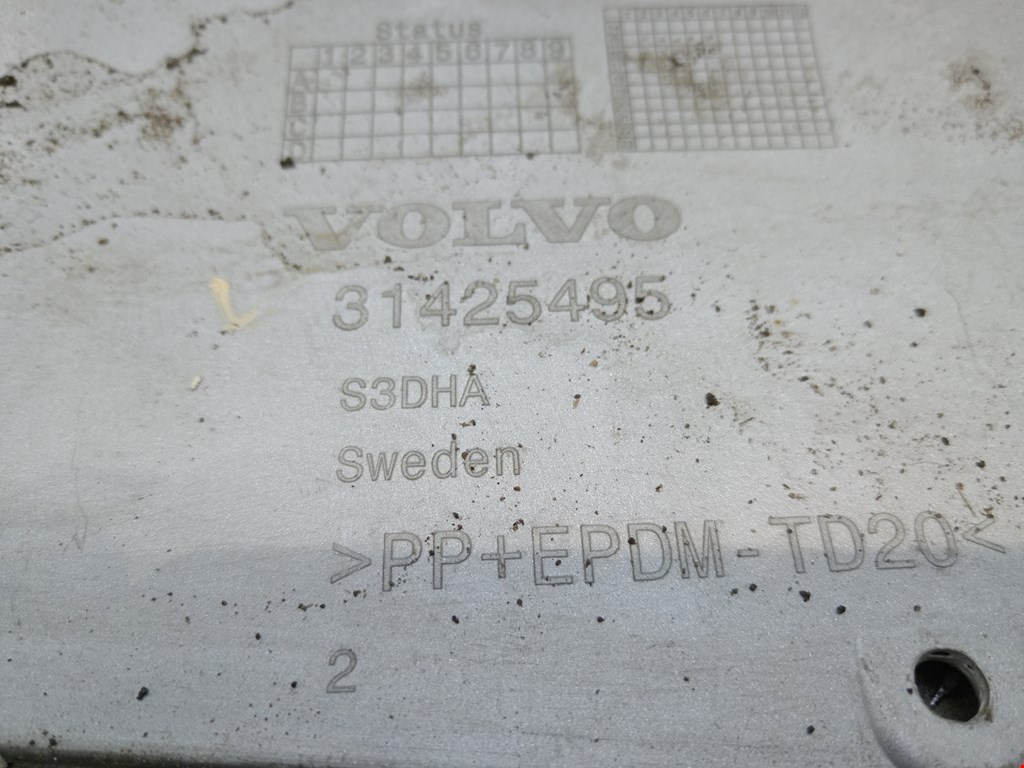 Status
1 2 3 4 5 6 7 8 9
A
B
C
D
VOLVO
31425495
S3DHA
Sweden
>PP+EPDM-TD20<
2